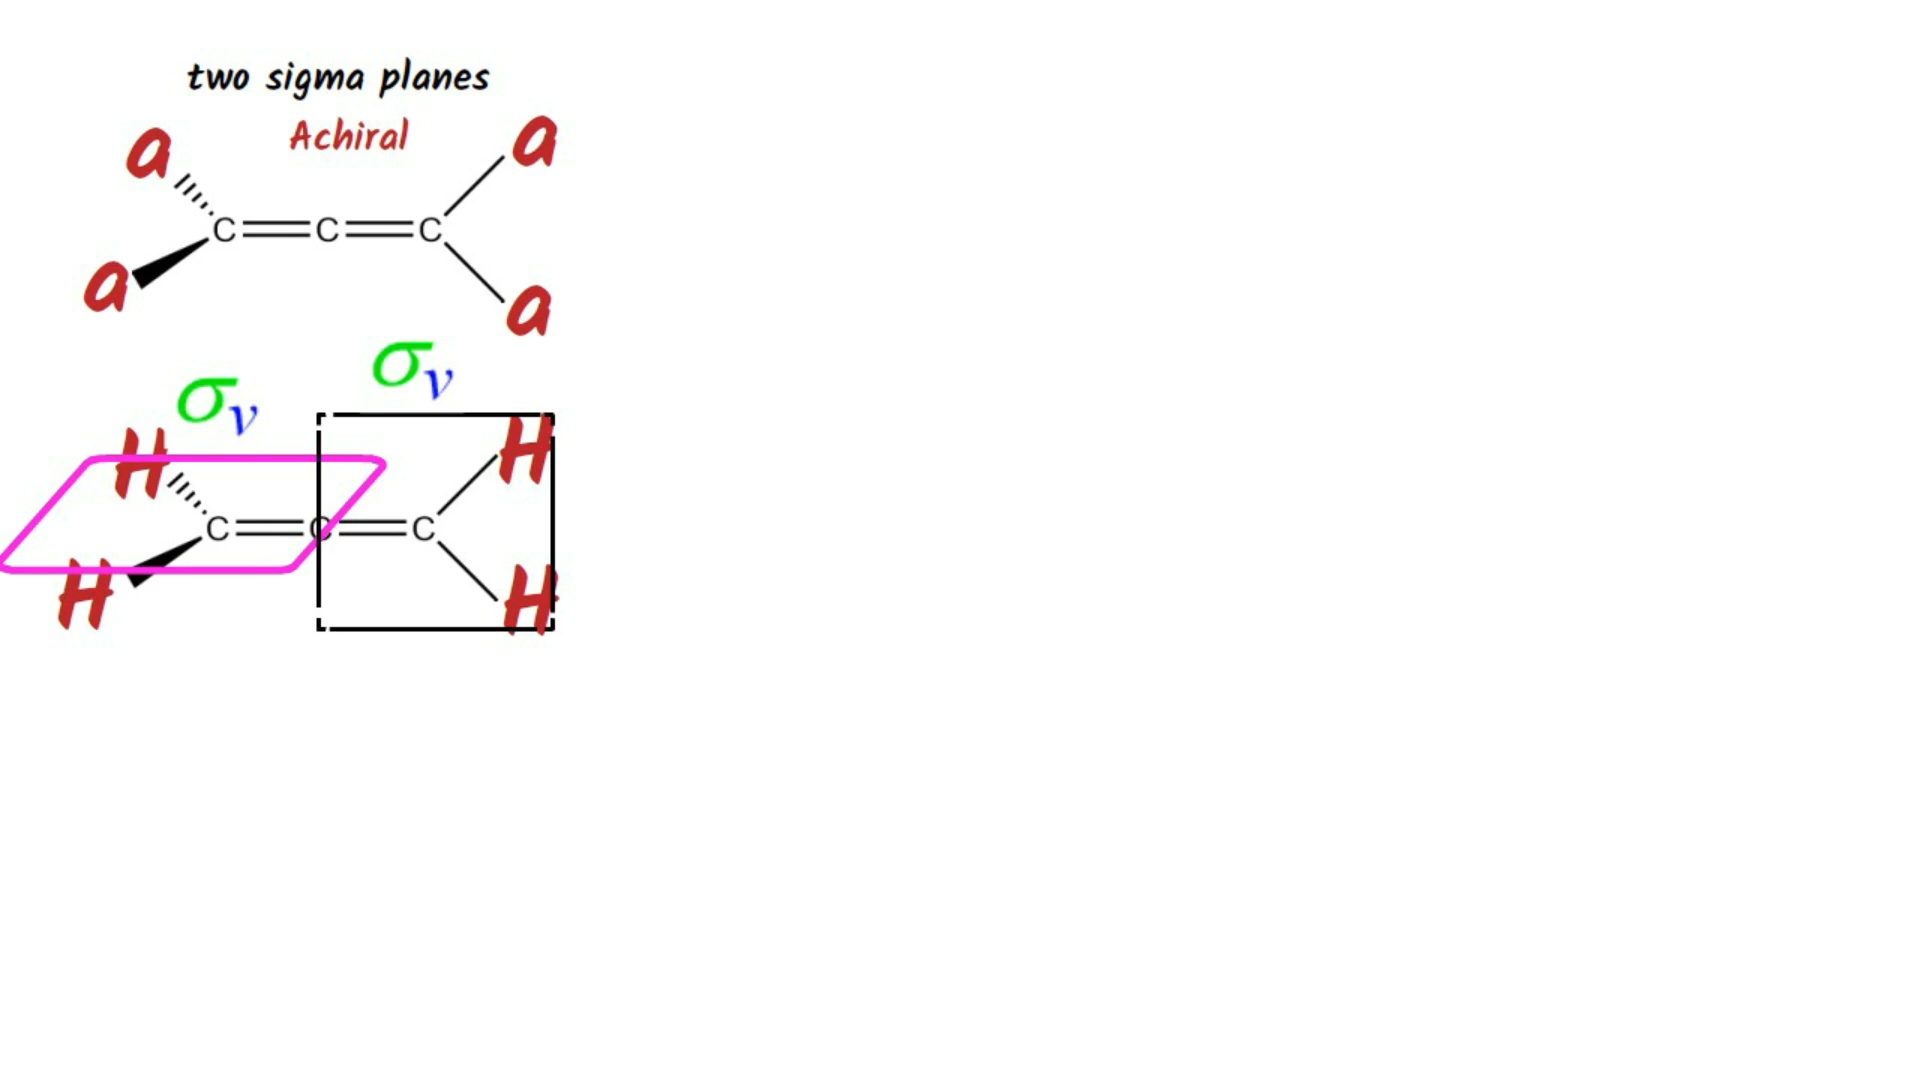 two sigma planes
Achiral
a a
C C C
a a
σv
σv
H H
C C C
H H